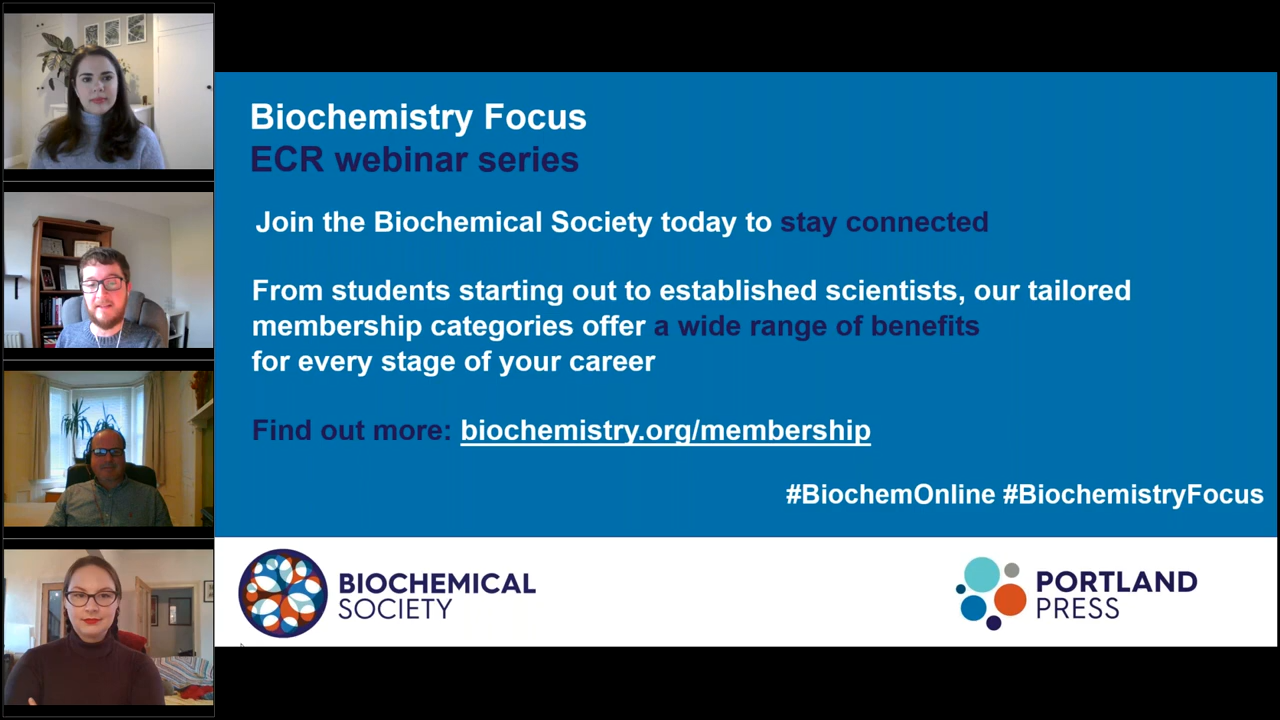 Biochemistry Focus
ECR webinar series
Join the Biochemical Society today to stay connected
From students starting out to established scientists, our tailored
membership categories offer a wide range of benefits
for every stage of your career
Find out more: biochemistry.org/membership
#BiochemOnline #BiochemistryFocus
BIOCHEMICAL
SOCIETY
PORTLAND
PRESS